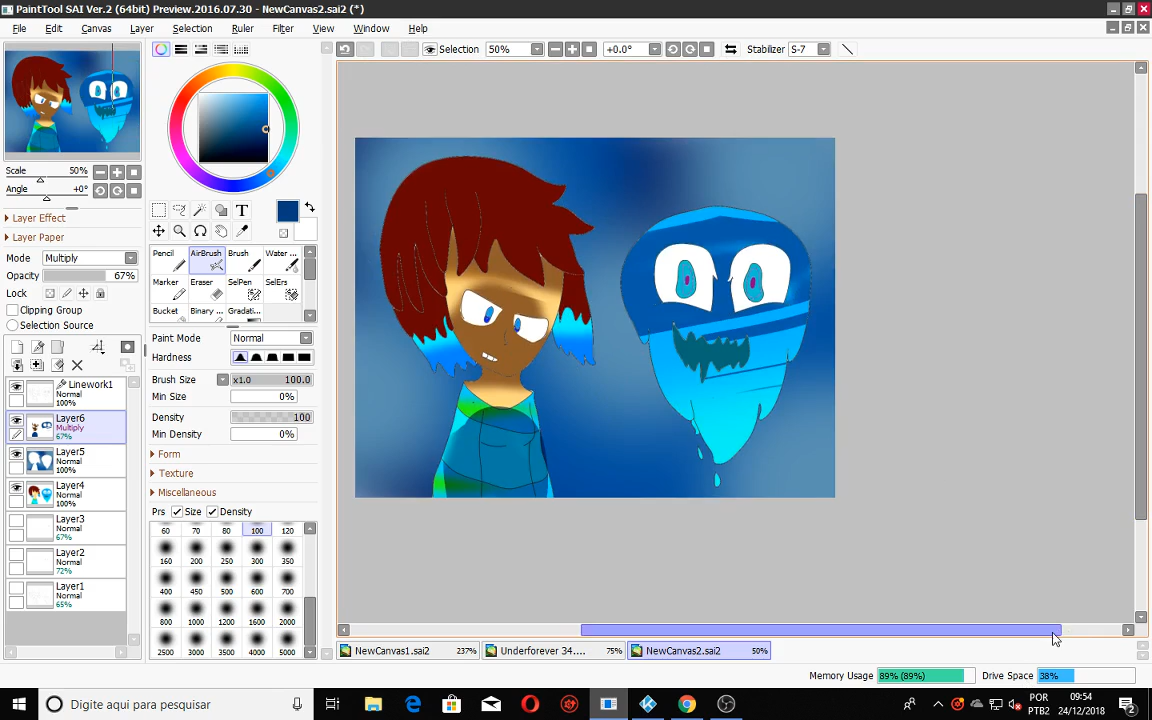 PaintTool SAI Ver.2 (64bit) Preview.2016.07.30 - NewCanvas2.sai2 (*)
File Edit Canvas Layer Selection Ruler Filter View Window Help
Selection 50% +0.0° Stabilizer S-7
Scale 50%
Angle +0°
Layer Effect
Layer Paper
Mode Multiply
Opacity 67%
Lock
Clipping Group
Selection Source
Linework1
Normal
100%
Layer6
Multiply
67%
Layer5
Normal
100%
Layer4
Normal
100%
Layer3
Normal
67%
Layer2
Normal
72%
Layer1
Normal
65%
T
Pencil AirBrush Brush Water ...
Marker Eraser SelPen SelErs
Bucket Binary ... Gradati...
Paint Mode Normal
Hardness
Brush Size x1.0 100.0
Min Size 0%
Density 100
Min Density 0%
Form
Texture
Miscellaneous
Prs Size Density
60 70 80 100 120
160 200 250 300 350
400 450 500 600 700
800 1000 1200 1600 2000
2500 3000 3500 4000 5000
NewCanvas1.sai2 237% Underforever 34.... 75% NewCanvas2.sai2 50%
Memory Usage 89% (89%) Drive Space 38%
Digite aqui para pesquisar
POR
PTB2
09:54
24/12/2018
2